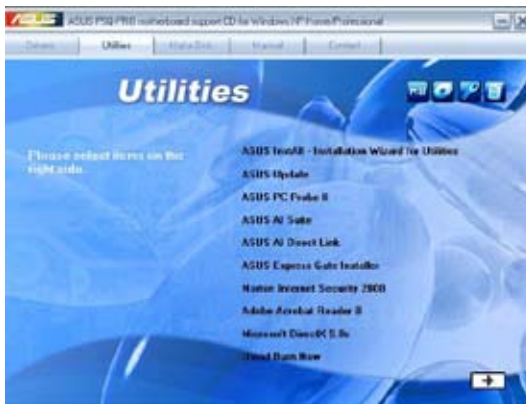 ASUS P5Q-PRO motherboard support CD for Windows XP Home/Professional
Drivers Utilities Make Disk Manual Contact
Utilities
Please select items on the
right side.
ASUS InstAll - Installation Wizard for Utilities
ASUS Update
ASUS PC Probe II
ASUS AI Suite
ASUS AI Direct Link
ASUS Express Gate Installer
Norton Internet Security 2008
Adobe Acrobat Reader 8
Microsoft DirectX 9.0c
Burn Now